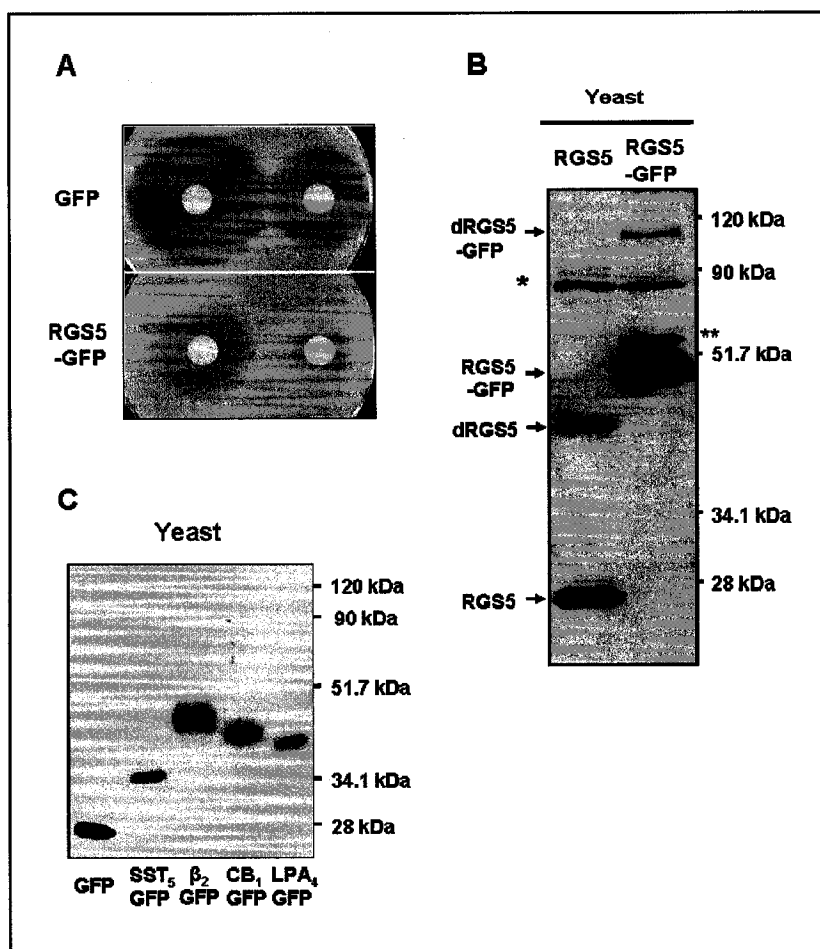 A
GFP
RGS5
-GFP
B
Yeast
RGS5
RGS5
-GFP
dRGS5
-GFP
*
RGS5
-GFP
dRGS5
RGS5
120 kDa
90 kDa
**
51.7 kDa
34.1 kDa
28 kDa
C
Yeast
120 kDa
90 kDa
51.7 kDa
34.1 kDa
28 kDa
GFP
SST₅
GFP
β₂
GFP
CB₁
GFP
LPA₄
GFP